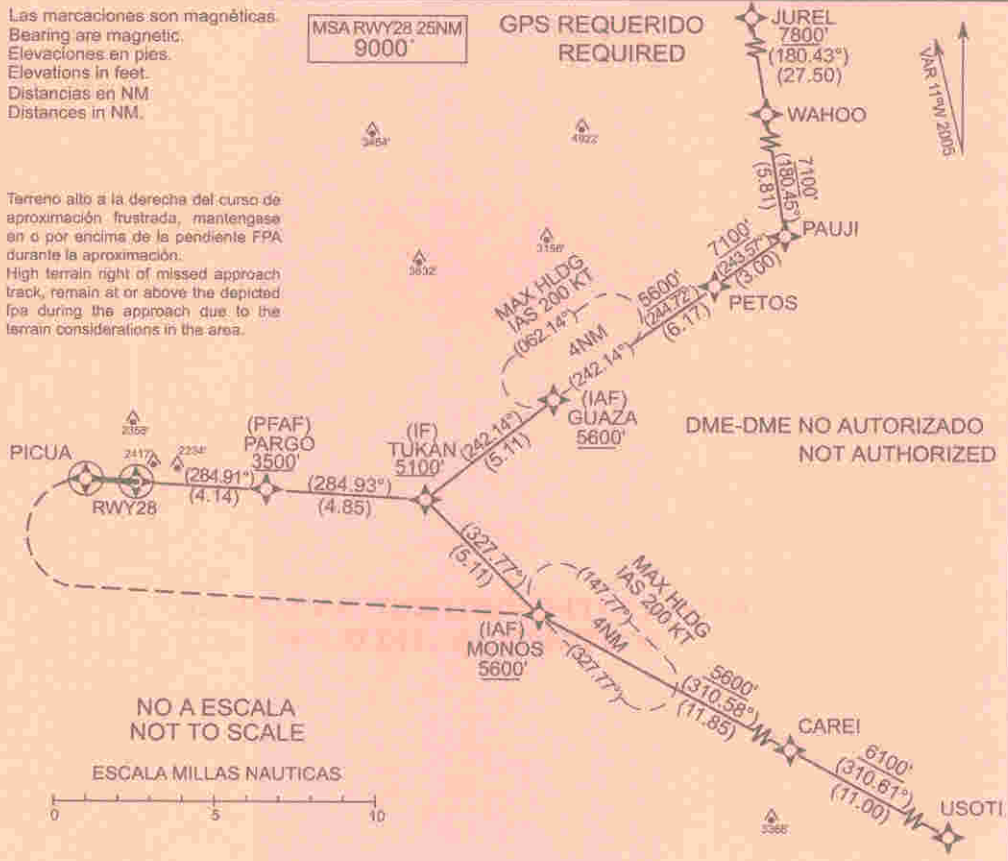 Las marcaciones son magnéticas.
Bearing are magnetic.
Elevaciones en pies.
Elevations in feet.
Distancias en NM
Distances in NM.
MSA RWY28 25NM
9000'
GPS REQUERIDO
REQUIRED
JUREL
7800'
(180.43°)
(27.50)
WAHOO
VAR 11°W 2005
3484'
4922'
7100'
(180.45°)
(5.81)
PAUJI
Terreno alto a la derecha del curso de
aproximación frustrada, mantengase
en o por encima de la pendiente FPA
durante la aproximación.
High terrain right of missed approach
track, remain at or above the depicted
fpa during the approach due to the
terrain considerations in the area.
3632'
3156'
7100'
(243.57°)
(3.00)
PETOS
5600'
(244.72°)
(6.17)
MAX HLDG
IAS 200 KT
(062.14°)
4NM
(242.14°)
(IAF)
GUAZA
5600'
DME-DME NO AUTORIZADO
NOT AUTHORIZED
2358'
2417'
2234'
PICUA
RWY28
(284.91°)
(4.14)
(PFAF)
PARGO
3500'
(284.93°)
(4.85)
(IF)
TUKAN
5100'
(242.14°)
(5.11)
(327.77°)
(5.11)
(IAF)
MONOS
5600'
MAX HLDG
IAS 200 KT
(147.77°)
4NM
(327.77°)
5600'
(310.58°)
(11.85)
CAREI
6100'
(310.61°)
(11.00)
USOTI
3368'
NO A ESCALA
NOT TO SCALE
ESCALA MILLAS NAUTICAS
0 5 10